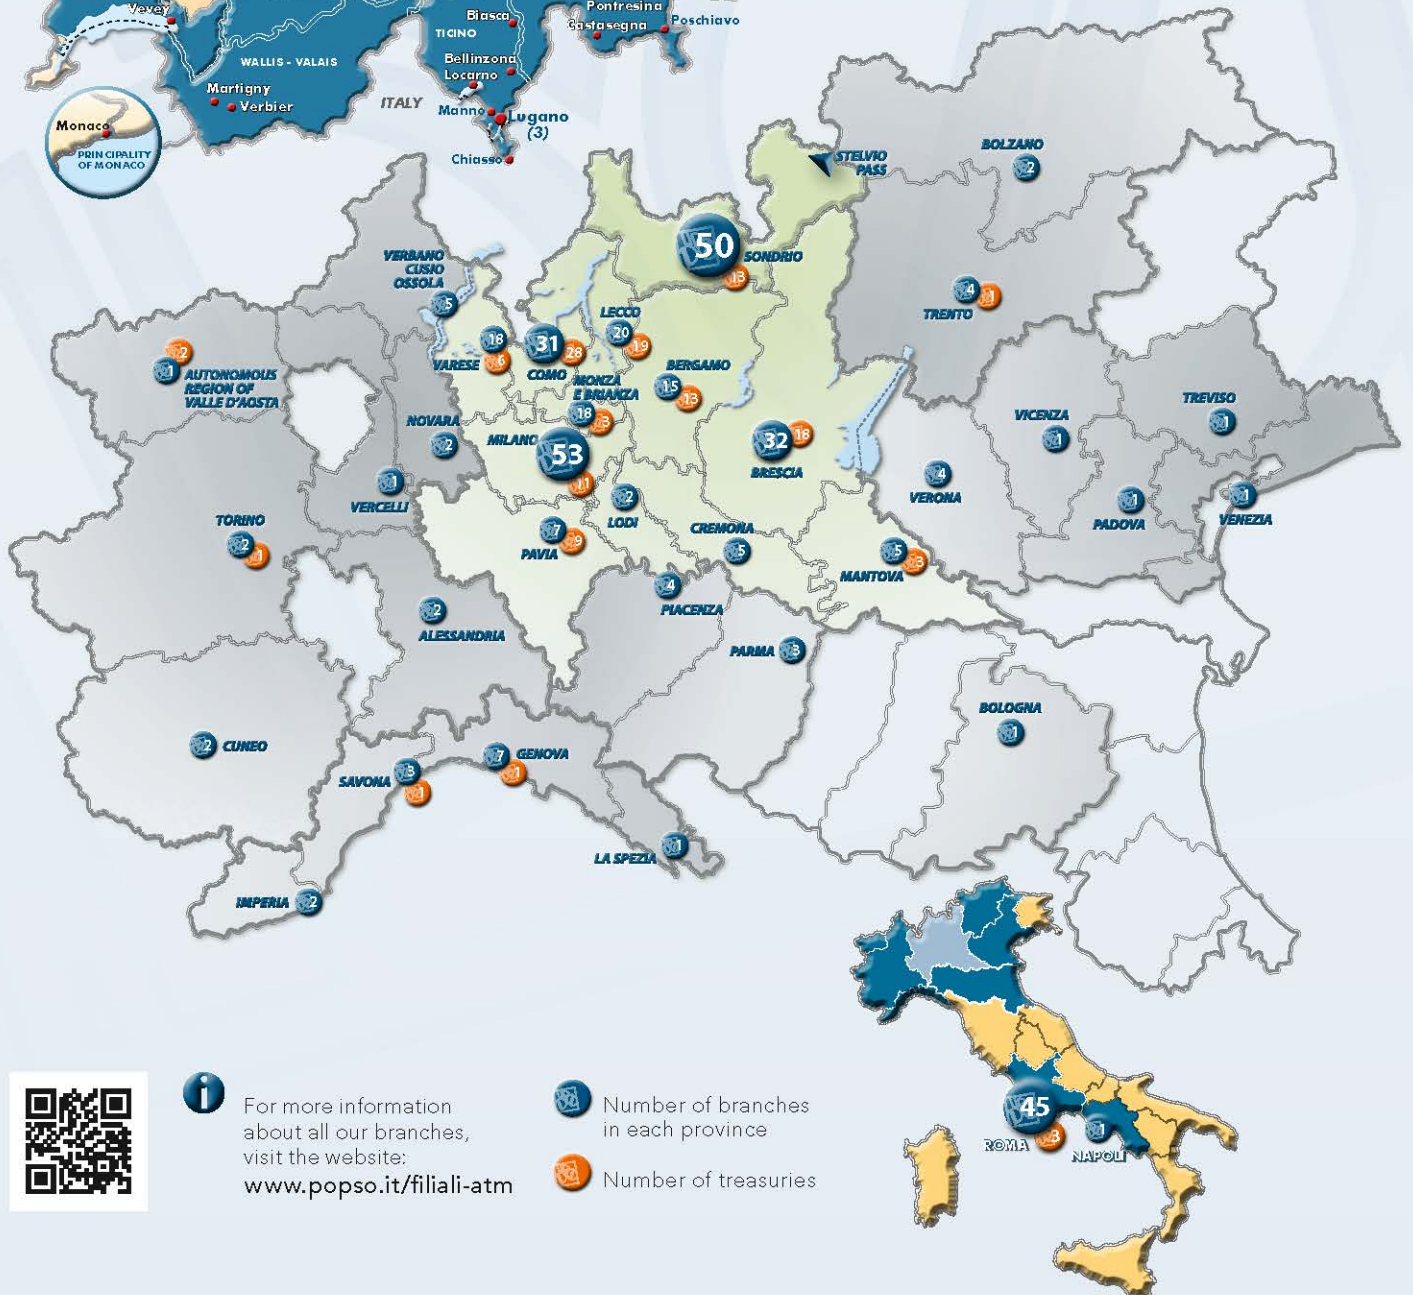 Vevey
WALLIS - VALAIS
Martigny
Verbier
Monaco
PRINCIPALITY
OF MONACO
ITALY
Biasca
TICINO
Bellinzona
Locarno
Manno
Lugano
(3)
Chiasso
Pontresina
Castasegna
Poschiavo
STELVIO
PASS
BOLZANO
2
50
SONDRIO
13
VERBANO
CUSIO
OSSOLA
5
4
1
TRENTO
2
1
AUTONOMOUS
REGION OF
VALLE D'AOSTA
18
VARESE
6
31
28
COMO
LECCO
20
19
BERGAMO
15
13
MONZA
E BRIANZA
18
3
NOVARA
2
MILANO
53
11
32
18
BRESCIA
VICENZA
1
TREVISO
1
4
VERONA
1
PADOVA
1
VENEZIA
1
VERCELLI
2
LODI
TORINO
2
1
7
9
PAVIA
CREMONA
5
5
3
MANTOVA
4
PIACENZA
2
ALESSANDRIA
PARMA
3
BOLOGNA
1
2
CUNEO
7
GENOVA
1
SAVONA
3
1
LA SPEZIA
1
IMPERIA
2
45
ROMA
3
1
NAPOLI
i
For more information
about all our branches,
visit the website:
www.popso.it/filiali-atm
Number of branches
in each province
Number of treasuries